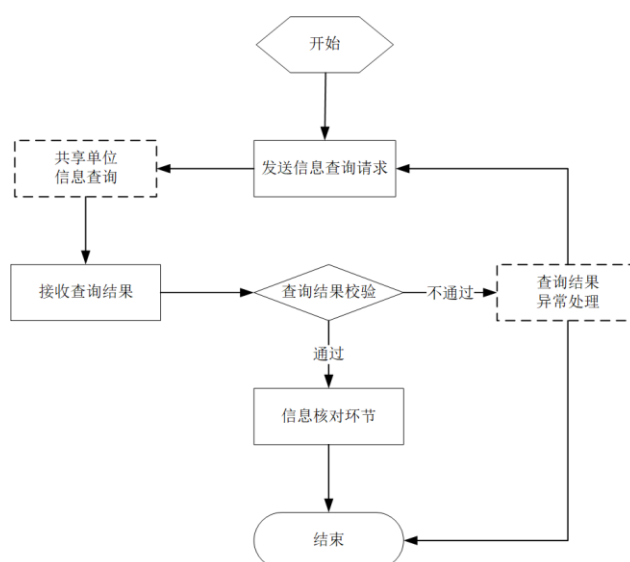 开始
共享单位
信息查询
发送信息查询请求
接收查询结果
查询结果校验
不通过
查询结果
异常处理
通过
信息核对环节
结束